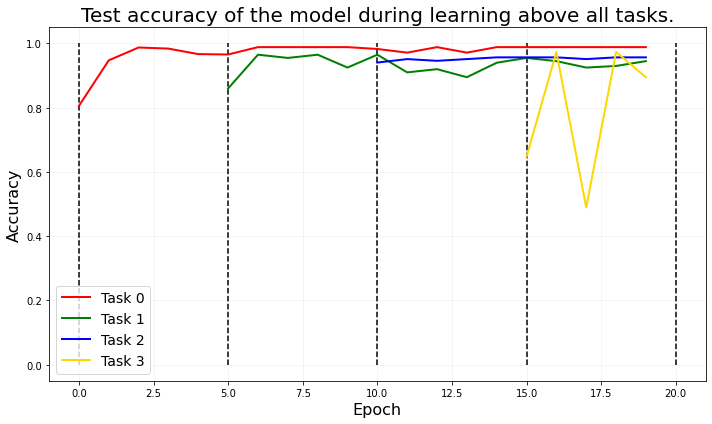 Test accuracy of the model during learning above all tasks.
Accuracy
1.0
0.8
0.6
0.4
0.2
0.0
Task 0
Task 1
Task 2
Task 3
0.0 2.5 5.0 7.5 10.0 12.5 15.0 17.5 20.0
Epoch